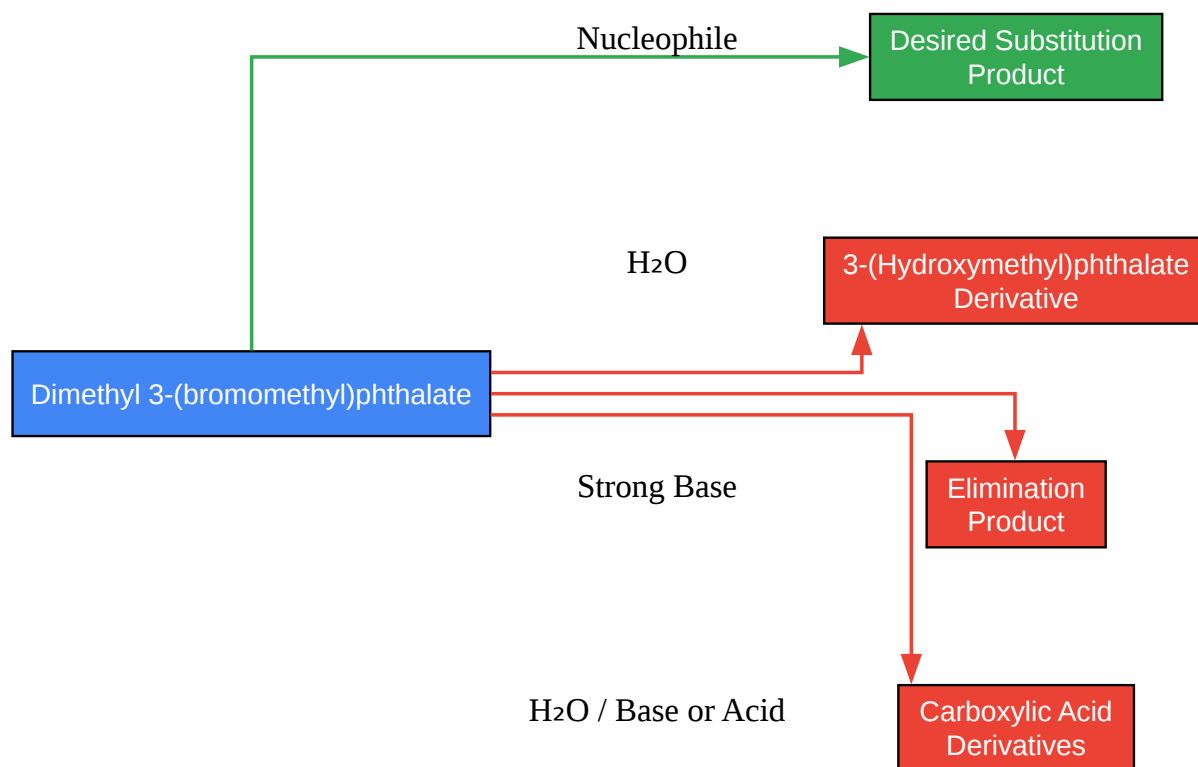 Nucleophile
Desired Substitution
Product
H₂O
3-(Hydroxymethyl)phthalate
Derivative
Dimethyl 3-(bromomethyl)phthalate
Strong Base
Elimination
Product
H₂O / Base or Acid
Carboxylic Acid
Derivatives